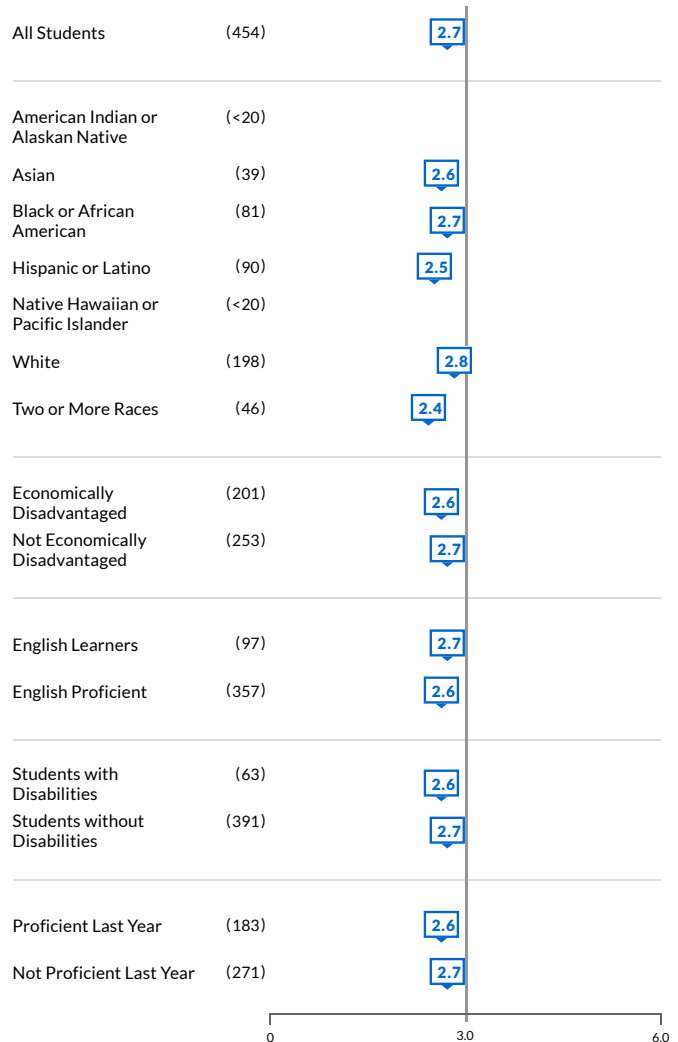 All Students (454) 2.7
American Indian or (<20)
Alaskan Native
Asian (39) 2.6
Black or African (81) 2.7
American
Hispanic or Latino (90) 2.5
Native Hawaiian or (<20)
Pacific Islander
White (198) 2.8
Two or More Races (46) 2.4
Economically (201) 2.6
Disadvantaged
Not Economically (253) 2.7
Disadvantaged
English Learners (97) 2.7
English Proficient (357) 2.6
Students with (63) 2.6
Disabilities
Students without (391) 2.7
Disabilities
Proficient Last Year (183) 2.6
Not Proficient Last Year (271) 2.7
0 3.0 6.0